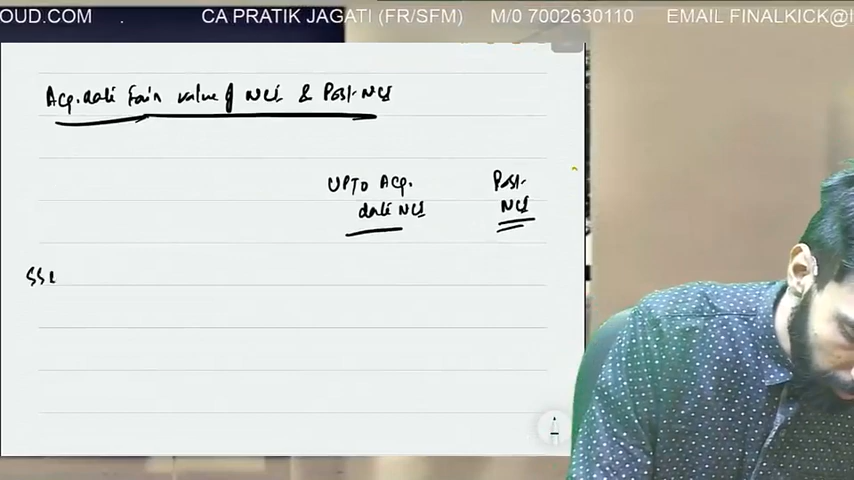 OUD.COM . CA PRATIK JAGATI (FR/SFM) M/0 7002630110 EMAIL FINALKICK@
Acq. date Fair value of NCI & Post-NCI
UPTO Acq. Post-
date NCI NCI
SSL